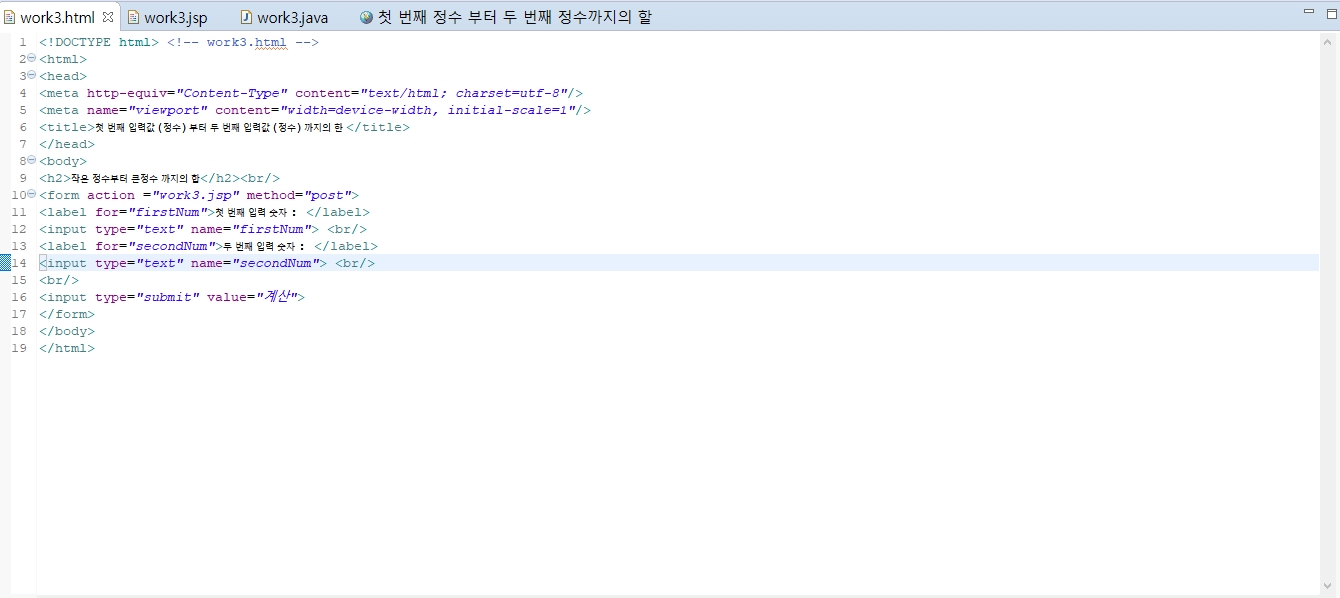 work3.html work3.jsp work3.java 첫 번째 정수 부터 두 번째 정수까지의 할
1 <!DOCTYPE html> <!-- work3.html -->
2 <html>
3 <head>
4 <meta http-equiv="Content-Type" content="text/html; charset=utf-8"/>
5 <meta name="viewport" content="width=device-width, initial-scale=1"/>
6 <title>첫 번째 입력값(정수)부터 두 번째 입력값(정수)까지의 한</title>
7 </head>
8 <body>
9 <h2>작은 정수부터 큰정수 까지의 합</h2><br/>
10 <form action ="work3.jsp" method="post">
11 <label for="firstNum">첫 번째 입력 숫자 : </label>
12 <input type="text" name="firstNum"> <br/>
13 <label for="secondNum">두 번째 입력 숫자 : </label>
14 <input type="text" name="secondNum"> <br/>
15 <br/>
16 <input type="submit" value="계산">
17 </form>
18 </body>
19 </html>